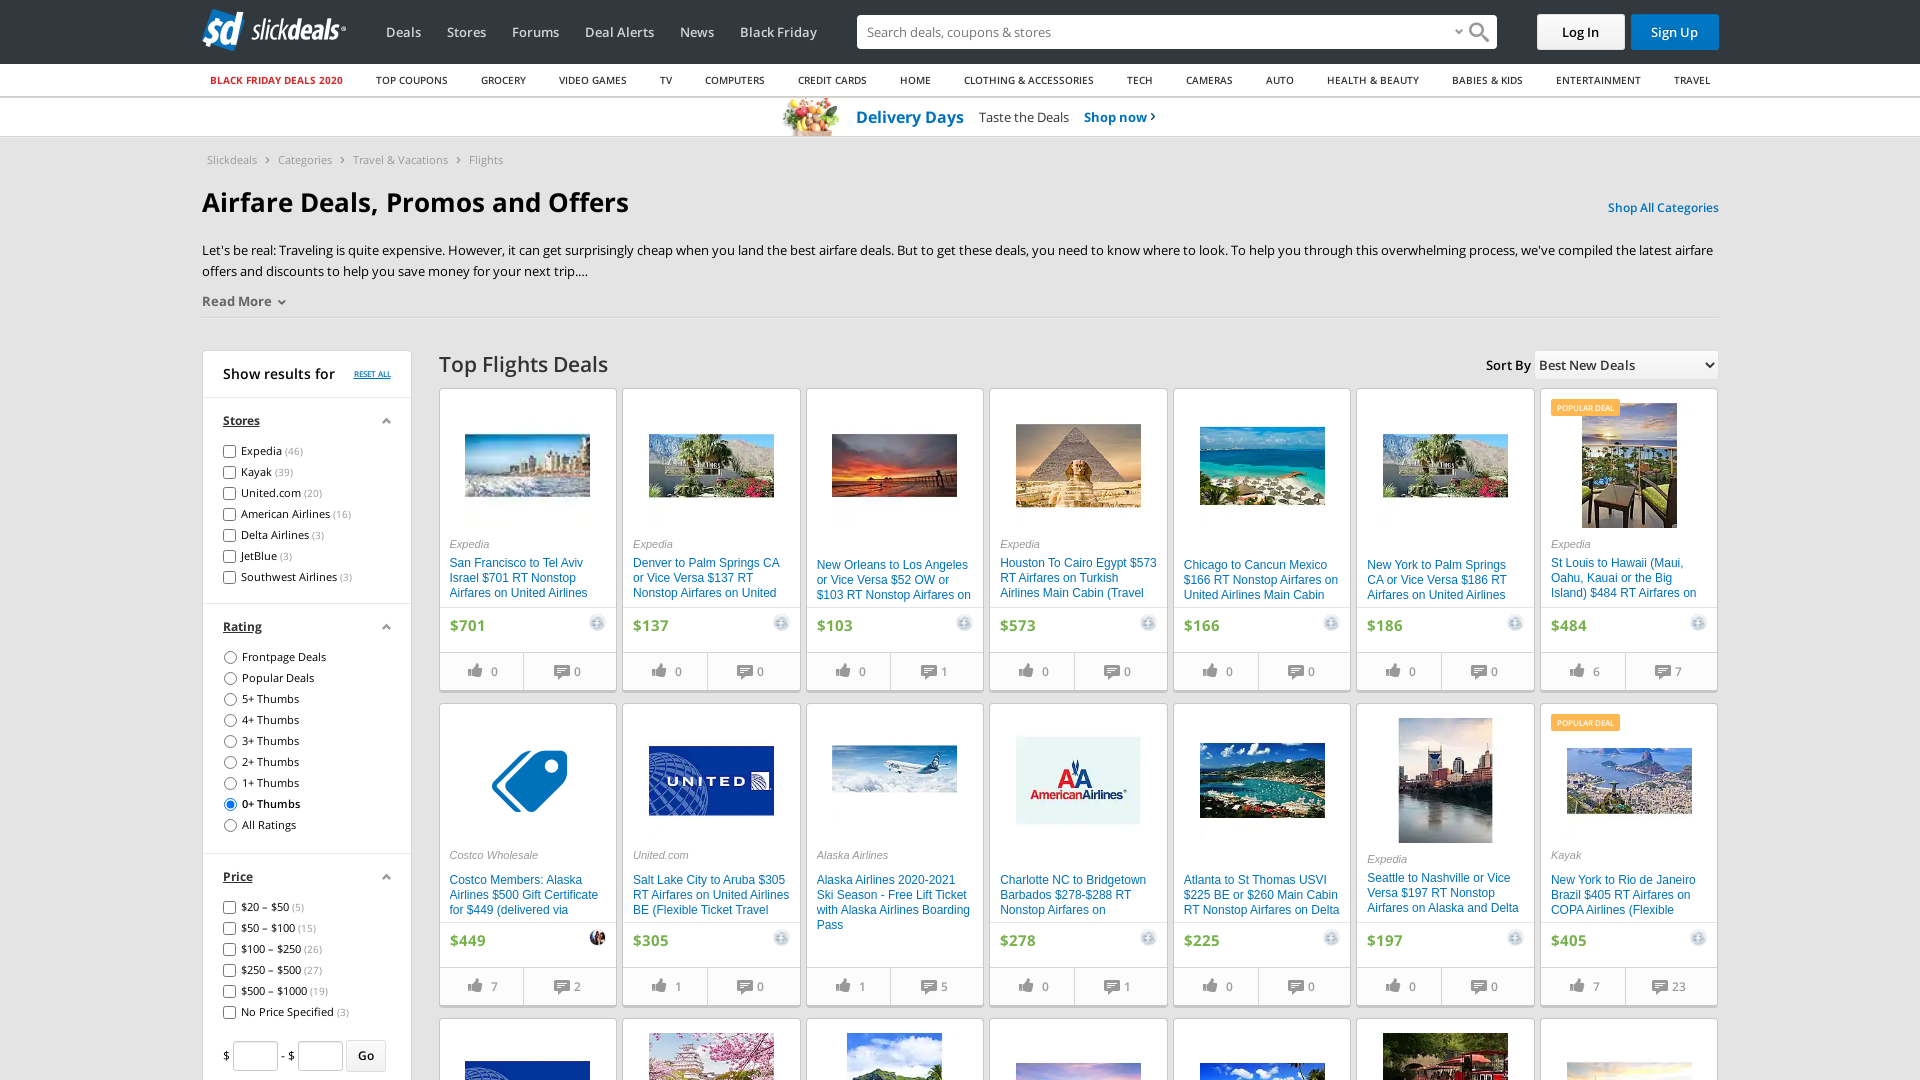 slickdeals
Deals
Stores
Forums
Deal Alerts
News
Black Friday
Search deals, coupons & stores
Log In
Sign Up
BLACK FRIDAY DEALS 2020
TOP COUPONS
GROCERY
VIDEO GAMES
TV
COMPUTERS
CREDIT CARDS
HOME
CLOTHING & ACCESSORIES
TECH
CAMERAS
AUTO
HEALTH & BEAUTY
BABIES & KIDS
ENTERTAINMENT
TRAVEL
Delivery Days Taste the Deals Shop now
Slickdeals > Categories > Travel & Vacations > Flights
Airfare Deals, Promos and Offers
Shop All Categories
Let's be real: Traveling is quite expensive. However, it can get surprisingly cheap when you land the best airfare deals. But to get these deals, you need to know where to look. To help you through this overwhelming process, we've compiled the latest airfare
offers and discounts to help you save money for your next trip....
Read More
Show results for
RESET ALL
Stores
Expedia (46)
Kayak (39)
United.com (20)
American Airlines (16)
Delta Airlines (3)
JetBlue (3)
Southwest Airlines (3)
Rating
Frontpage Deals
Popular Deals
5+ Thumbs
4+ Thumbs
3+ Thumbs
2+ Thumbs
1+ Thumbs
0+ Thumbs
All Ratings
Price
$20 – $50 (5)
$50 – $100 (15)
$100 – $250 (26)
$250 – $500 (27)
$500 – $1000 (19)
No Price Specified (3)
$ - $ Go
Top Flights Deals
Sort By Best New Deals
Expedia
San Francisco to Tel Aviv
Israel $701 RT Nonstop
Airfares on United Airlines
$701
0
0
Expedia
Denver to Palm Springs CA
or Vice Versa $137 RT
Nonstop Airfares on United
$137
0
0
New Orleans to Los Angeles
or Vice Versa $52 OW or
$103 RT Nonstop Airfares on
$103
0
1
Expedia
Houston To Cairo Egypt $573
RT Airfares on Turkish
Airlines Main Cabin (Travel
$573
0
0
Chicago to Cancun Mexico
$166 RT Nonstop Airfares on
United Airlines Main Cabin
$166
0
0
New York to Palm Springs
CA or Vice Versa $186 RT
Airfares on United Airlines
$186
0
0
POPULAR DEAL
Expedia
St Louis to Hawaii (Maui,
Oahu, Kauai or the Big
Island) $484 RT Airfares on
$484
6
7
Costco Wholesale
Costco Members: Alaska
Airlines $500 Gift Certificate
for $449 (delivered via
$449
7
2
UNITED
United.com
Salt Lake City to Aruba $305
RT Airfares on United Airlines
BE (Flexible Ticket Travel
$305
1
0
Alaska Airlines
Alaska Airlines 2020-2021
Ski Season - Free Lift Ticket
with Alaska Airlines Boarding
Pass
1
5
AA
AmericanAirlines
Charlotte NC to Bridgetown
Barbados $278-$288 RT
Nonstop Airfares on
$278
0
1
Atlanta to St Thomas USVI
$225 BE or $260 Main Cabin
RT Nonstop Airfares on Delta
$225
0
0
Expedia
Seattle to Nashville or Vice
Versa $197 RT Nonstop
Airfares on Alaska and Delta
$197
0
0
POPULAR DEAL
Kayak
New York to Rio de Janeiro
Brazil $405 RT Airfares on
COPA Airlines (Flexible
$405
7
23